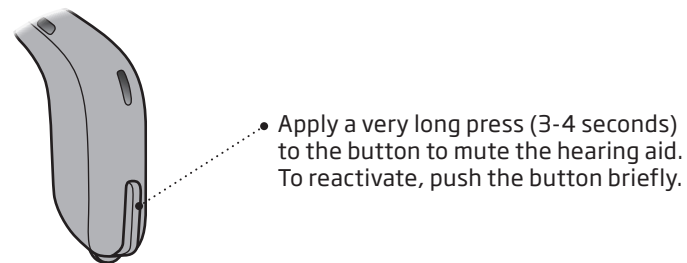 Apply a very long press (3-4 seconds)
to the button to mute the hearing aid.
To reactivate, push the button briefly.